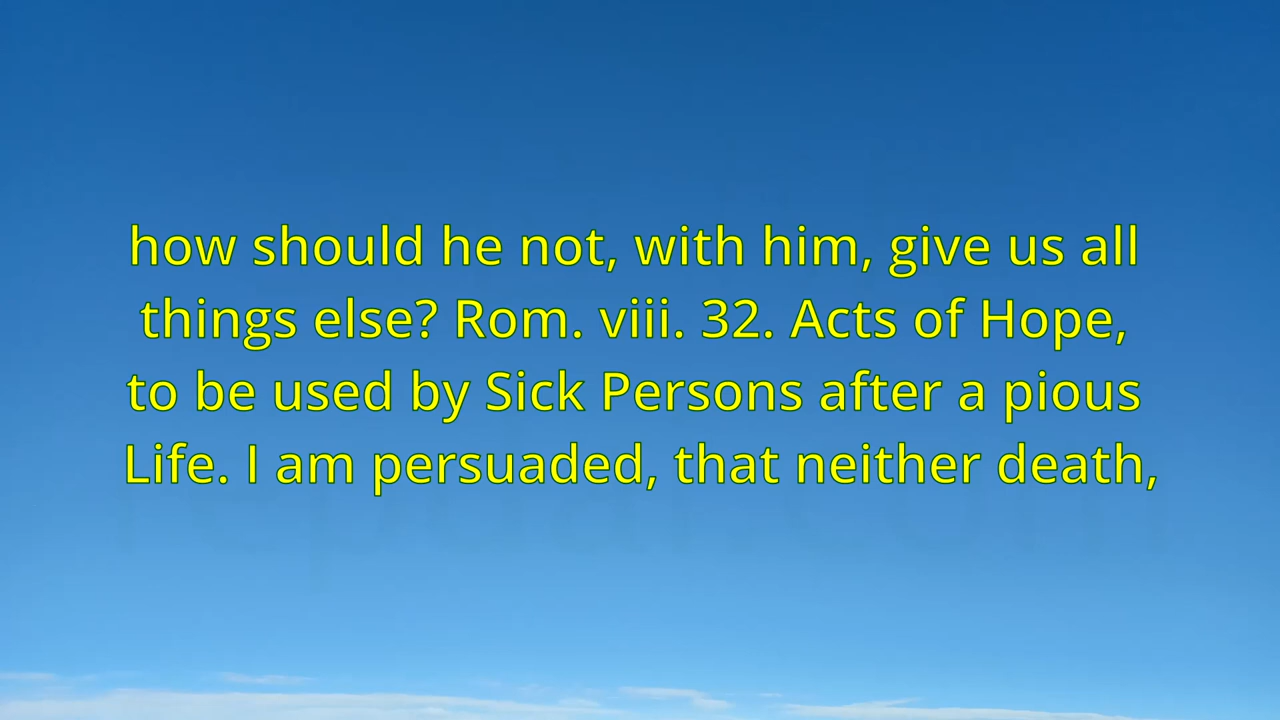 how should he not, with him, give us all
things else? Rom. viii. 32. Acts of Hope,
to be used by Sick Persons after a pious
Life. I am persuaded, that neither death,